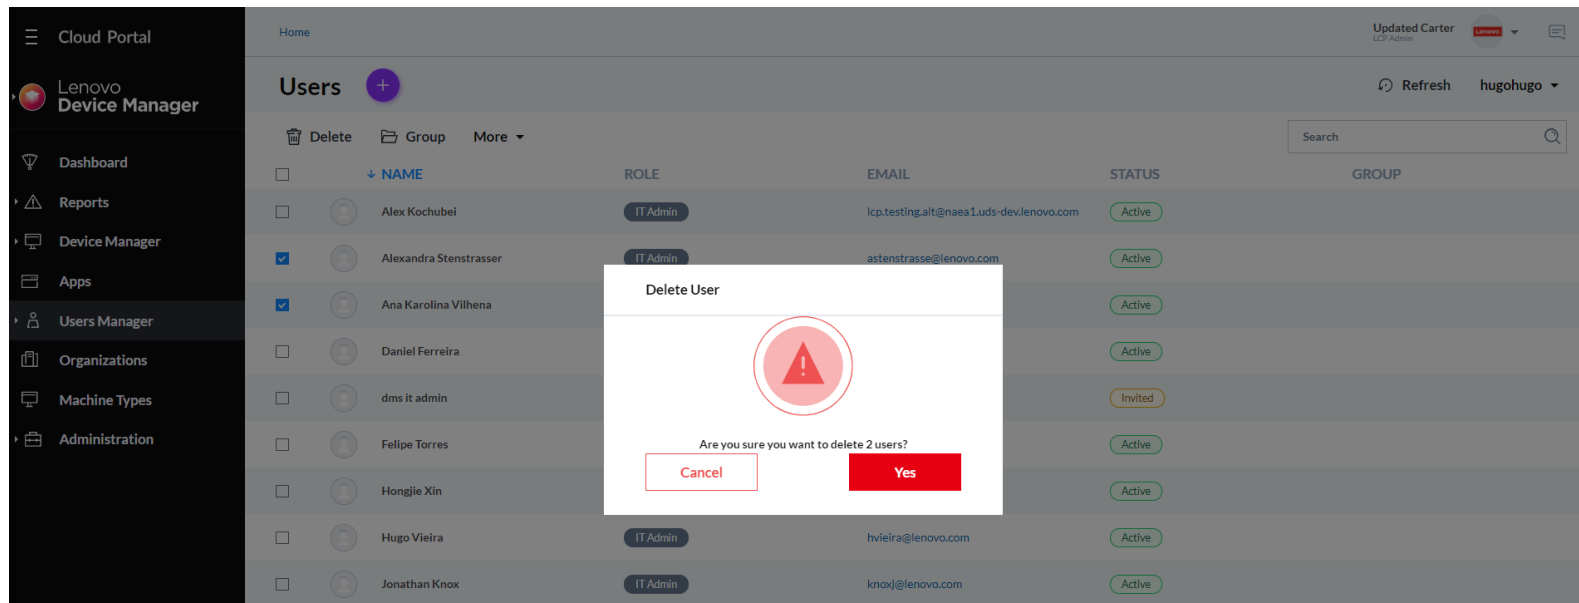 Cloud Portal
Home
Updated Carter
LCP Admin
Lenovo
Lenovo
Device Manager
Users
+
Refresh
hugohugo
Delete
Group
More
Search
Dashboard
Reports
Device Manager
Apps
Users Manager
Organizations
Machine Types
Administration
NAME ROLE EMAIL STATUS GROUP
Alex Kochubei IT Admin lcp.testing.alt@naea1.uds-dev.lenovo.com Active
Alexandra Stenstrasser IT Admin astenstrasse@lenovo.com Active
Ana Karolina Vilhena Active
Daniel Ferreira Active
dms it admin Invited
Felipe Torres Active
Hongjie Xin Active
Hugo Vieira IT Admin hvieira@lenovo.com Active
Jonathan Knox IT Admin knoxj@lenovo.com Active
Delete User
Are you sure you want to delete 2 users?
Cancel
Yes